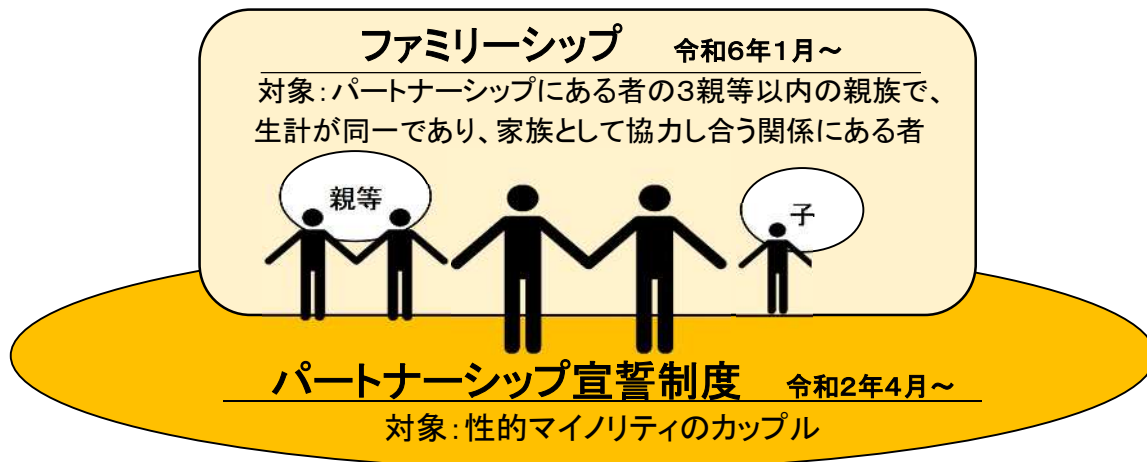 ファミリーシップ 令和6年1月～
対象：パートナーシップにある者の3親等以内の親族で、
生計が同一であり、家族として協力し合う関係にある者
親等
子
パートナーシップ宣誓制度 令和2年4月～
対象：性的マイノリティのカップル